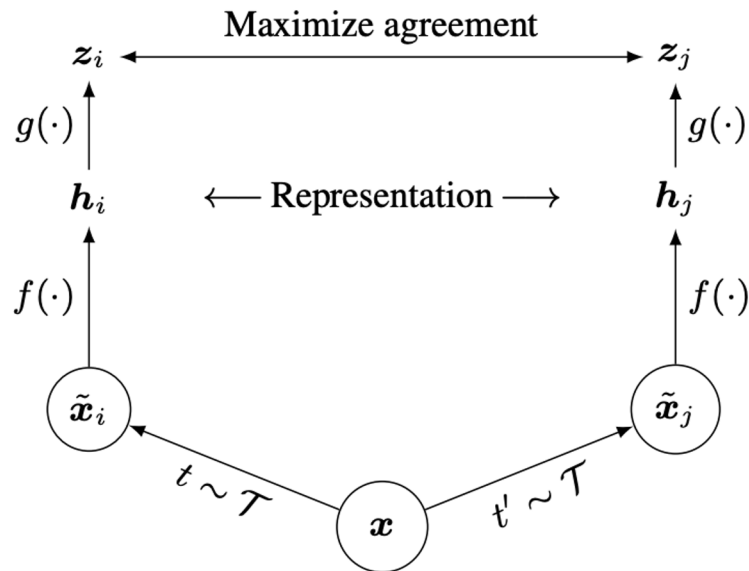 Maximize agreement
z_i z_j
g(·) g(·)
h_i ⟵ Representation ⟶ h_j
f(·) f(·)
x̃_i x̃_j
t ~ 𝒯 t' ~ 𝒯
x